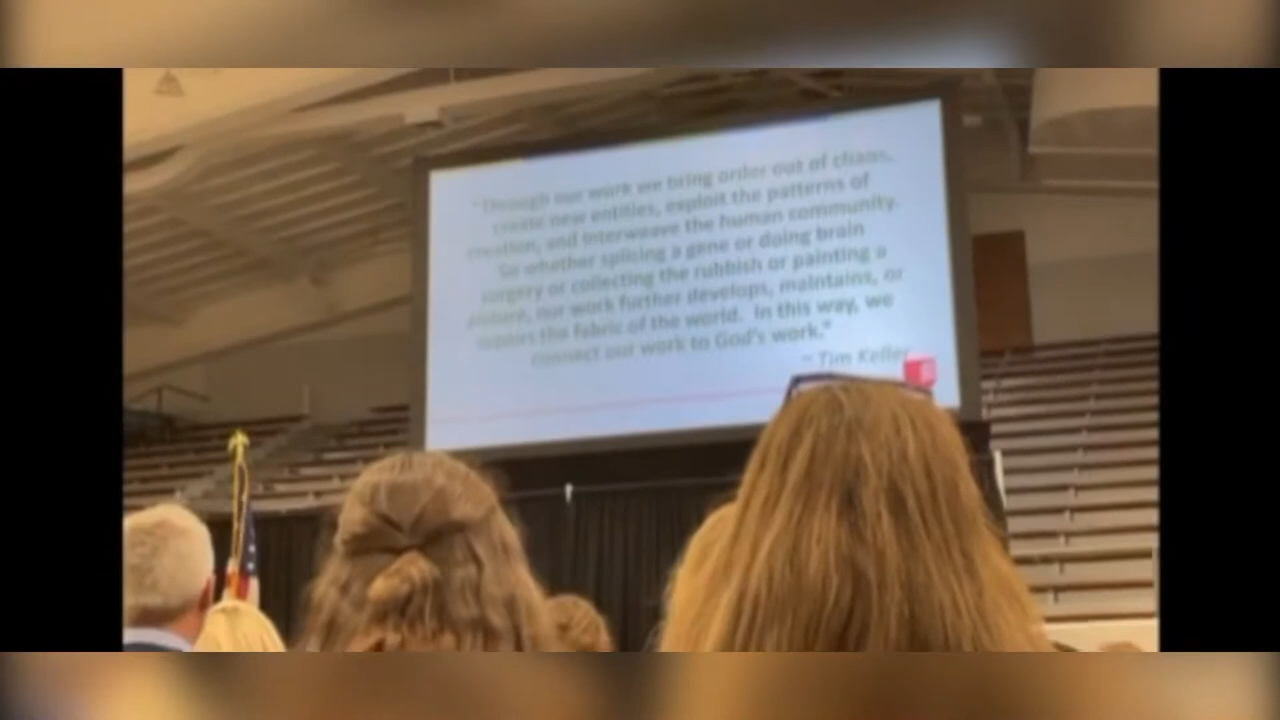 "Through our work we bring order out of chaos,
create new entities, exploit the patterns of
creation, and interweave the human community.
So whether splicing a gene or doing brain
surgery or collecting the rubbish or painting a
picture, our work further develops, maintains, or
repairs the fabric of the world. In this way, we
connect our work to God's work."
~ Tim Keller